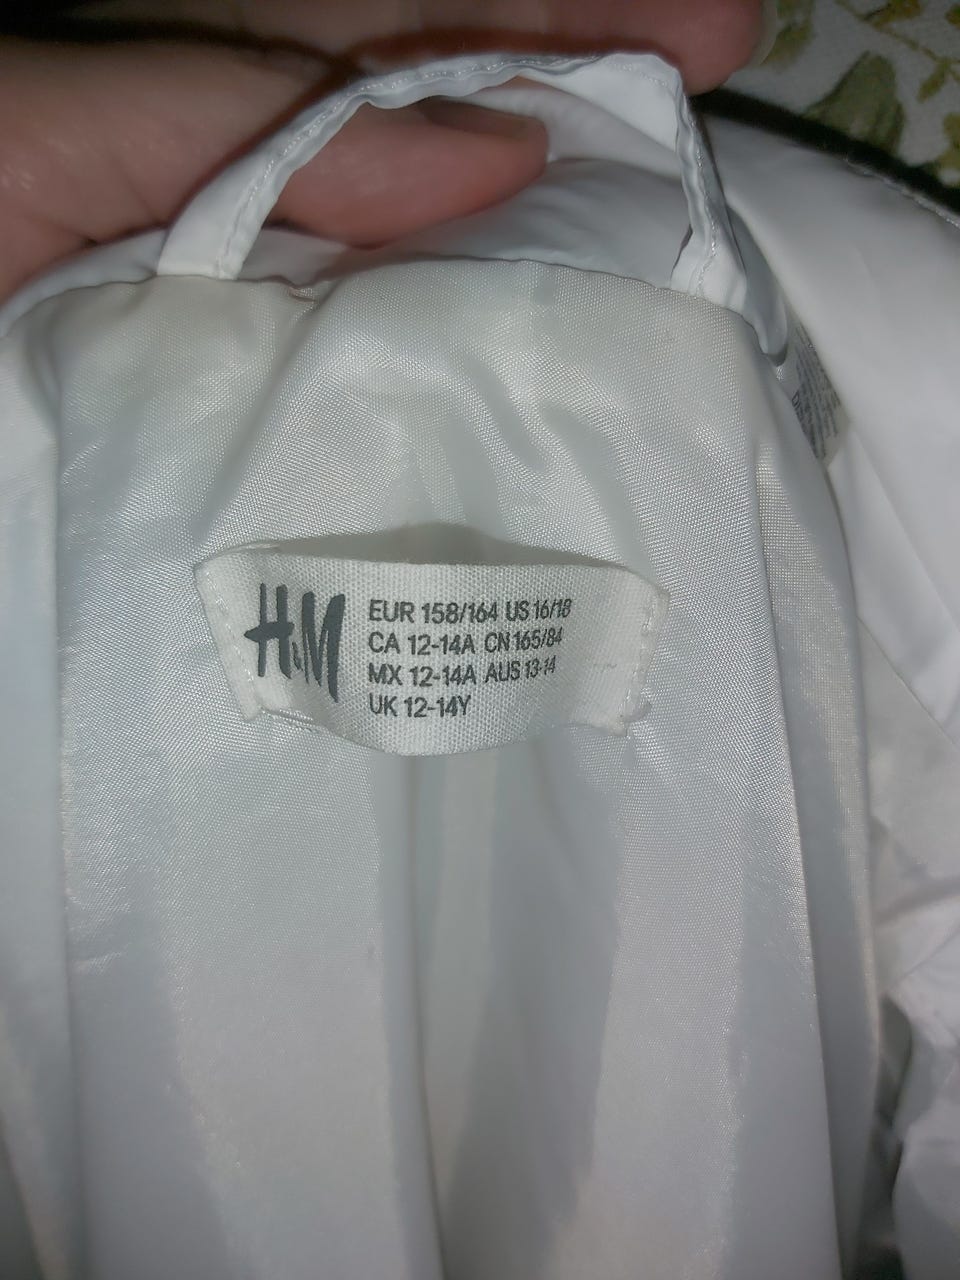 H&M
EUR 158/164 US 16/18
CA 12-14A CN 165/84
MX 12-14A AUS 13-14
UK 12-14Y